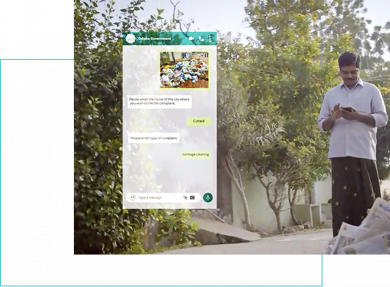 Odisha Government
Please enter the name of the city where
you wish to file the complaint.
Cuttack
Please enter type of complaint.
Garbage cleaning
Type a message